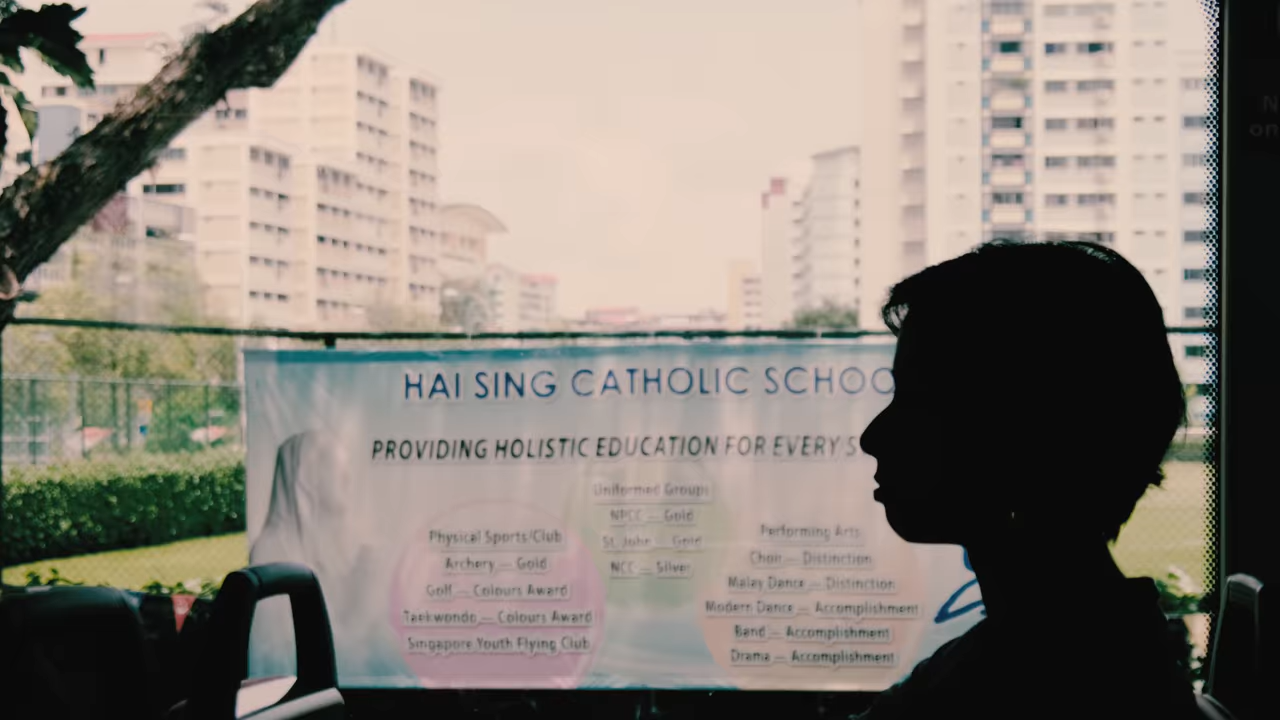 HAI SING CATHOLIC SCHOO
PROVIDING HOLISTIC EDUCATION FOR EVERY S
Uniformed Groups
NPCC — Gold
St. John — Gold
NCC — Silver
Physical Sports/Club
Archery — Gold
Golf — Colours Award
Taekwondo — Colours Award
Singapore Youth Flying Club
Performing Arts
Choir — Distinction
Malay Dance — Distinction
Modern Dance — Accomplishment
Band — Accomplishment
Drama — Accomplishment